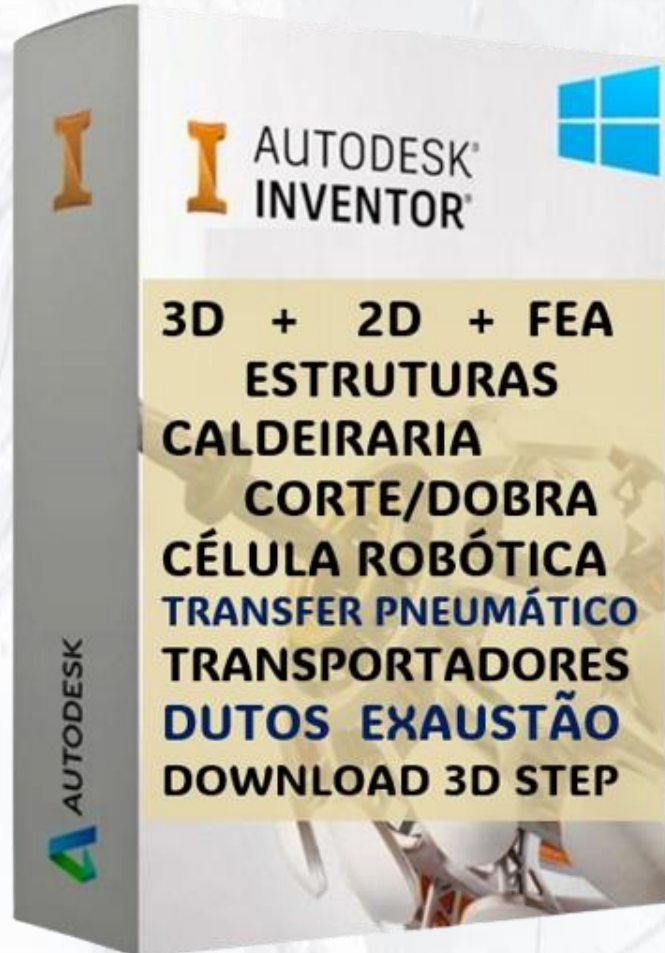 AUTODESK®
INVENTOR®
3D + 2D + FEA
ESTRUTURAS
CALDEIRARIA
CORTE/DOBRA
CÉLULA ROBÓTICA
TRANSFER PNEUMÁTICO
TRANSPORTADORES
DUTOS EXAUSTÃO
DOWNLOAD 3D STEP
AUTODESK